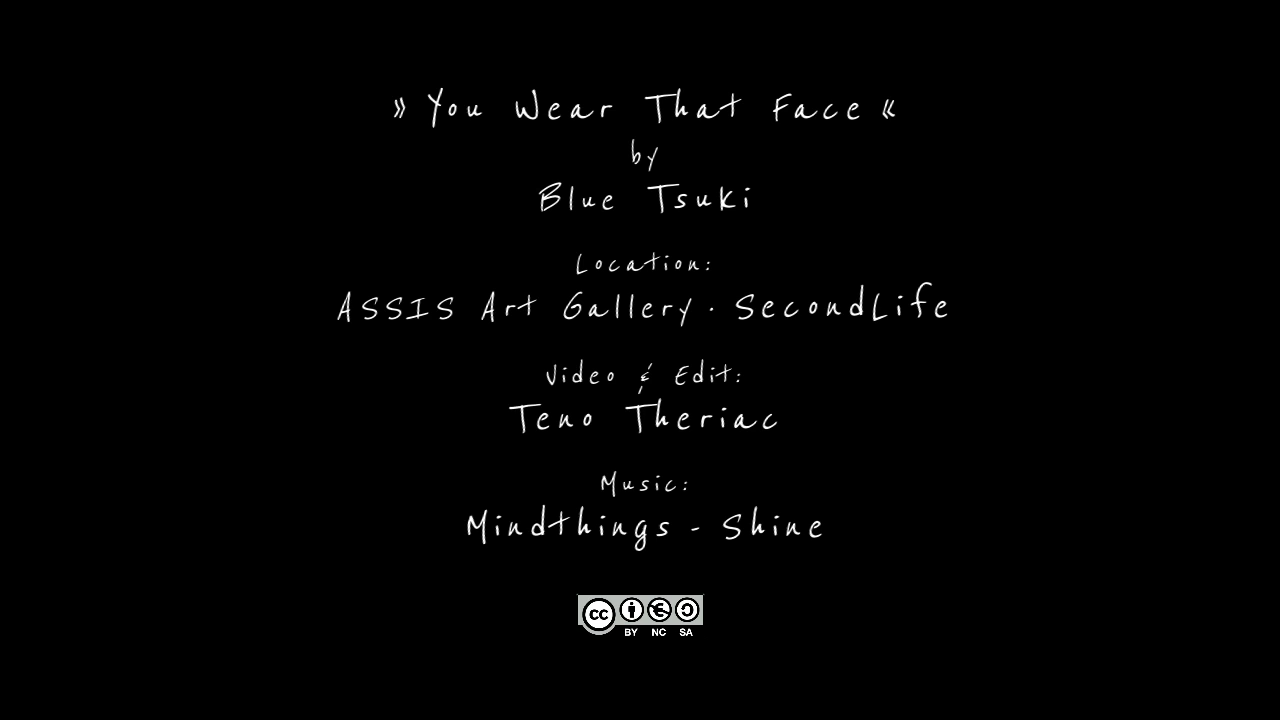 » You Wear That Face «
by
Blue Tsuki
Location:
ASSIS Art Gallery · SecondLife
Video & Edit:
Teno Theriac
Music:
Mindthings - Shine
cc
BY NC SA